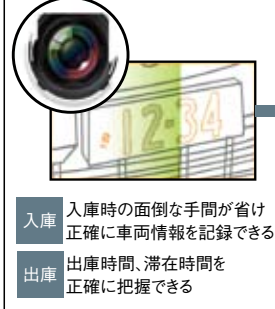 12-34
入庫
入庫時の面倒な手間が省け
正確に車両情報を記録できる
出庫
出庫時間、滞在時間を
正確に把握できる